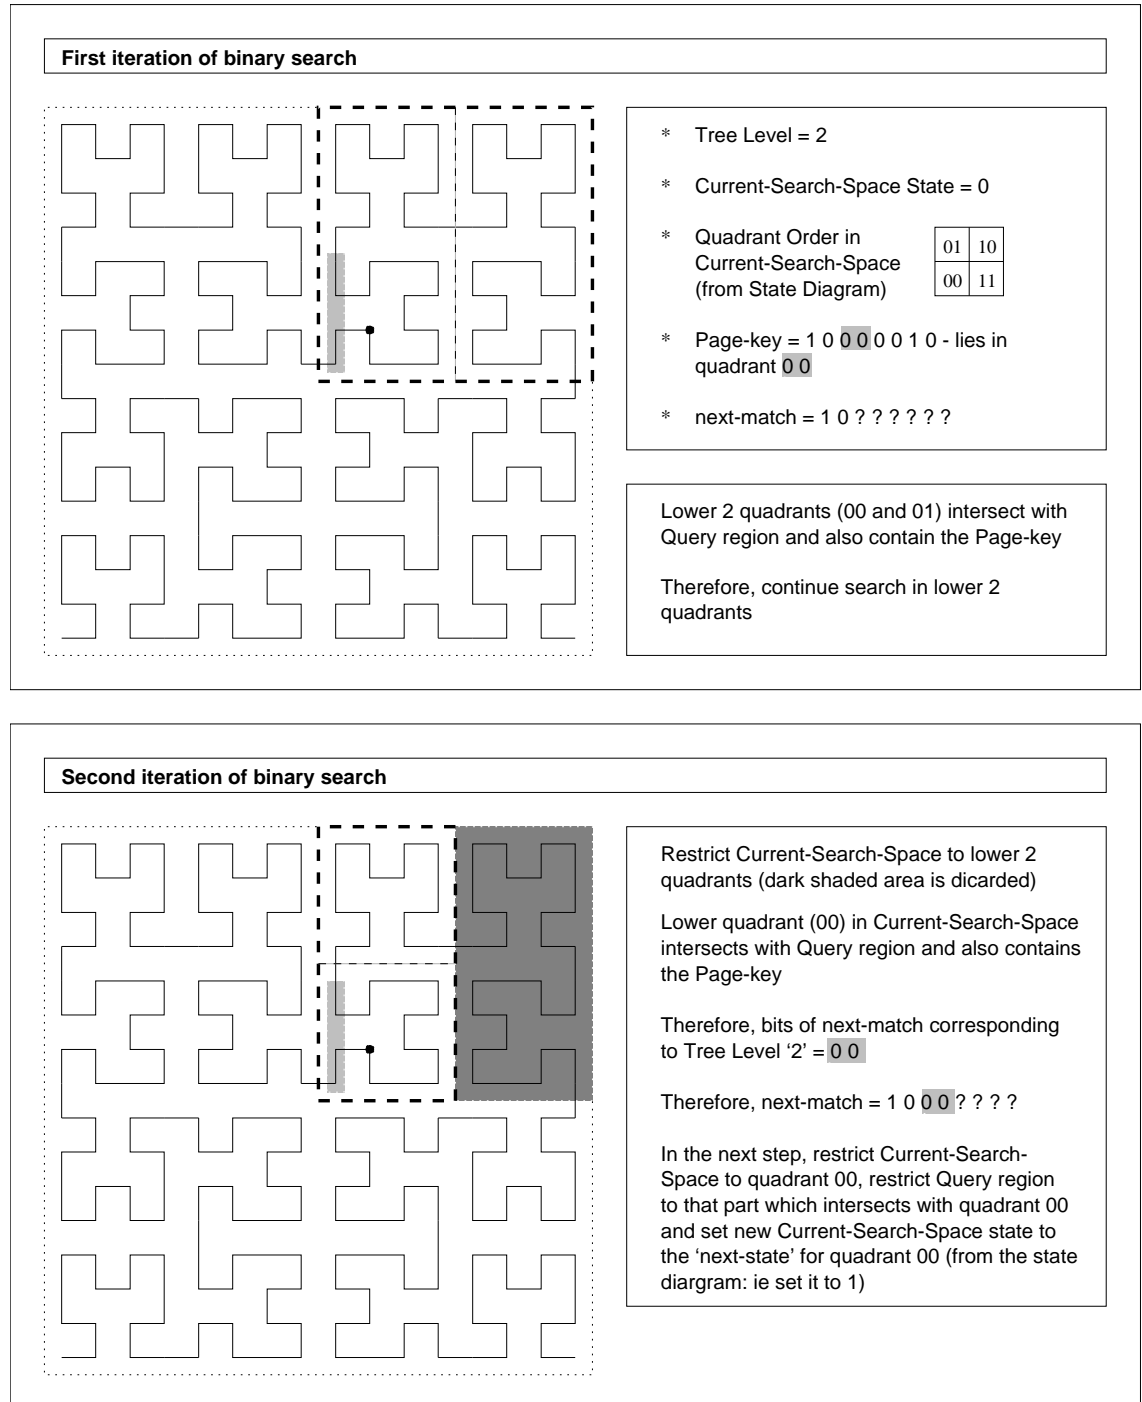 First iteration of binary search
* Tree Level = 2
* Current-Search-Space State = 0
* Quadrant Order in
Current-Search-Space
(from State Diagram)
01 10
00 11
* Page-key = 1 0 0 0 0 0 1 0 - lies in
quadrant 0 0
* next-match = 1 0 ? ? ? ? ? ?
Lower 2 quadrants (00 and 01) intersect with
Query region and also contain the Page-key
Therefore, continue search in lower 2
quadrants
Second iteration of binary search
Restrict Current-Search-Space to lower 2
quadrants (dark shaded area is dicarded)
Lower quadrant (00) in Current-Search-Space
intersects with Query region and also contains
the Page-key
Therefore, bits of next-match corresponding
to Tree Level ‘2’ = 0 0
Therefore, next-match = 1 0 0 0 ? ? ? ?
In the next step, restrict Current-Search-
Space to quadrant 00, restrict Query region
to that part which intersects with quadrant 00
and set new Current-Search-Space state to
the ‘next-state’ for quadrant 00 (from the state
diargram: ie set it to 1)